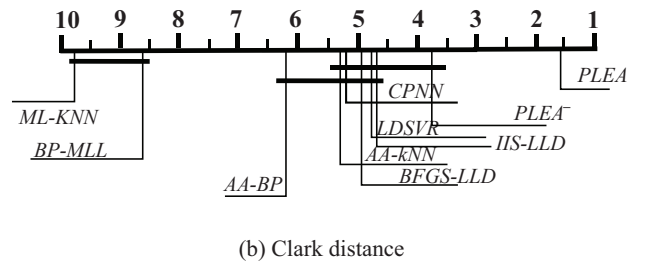 10 9 8 7 6 5 4 3 2 1
CPNN PLEA
ML-KNN PLEA⁻
BP-MLL LDSVR IIS-LLD
AA-kNN
AA-BP BFGS-LLD
(b) Clark distance